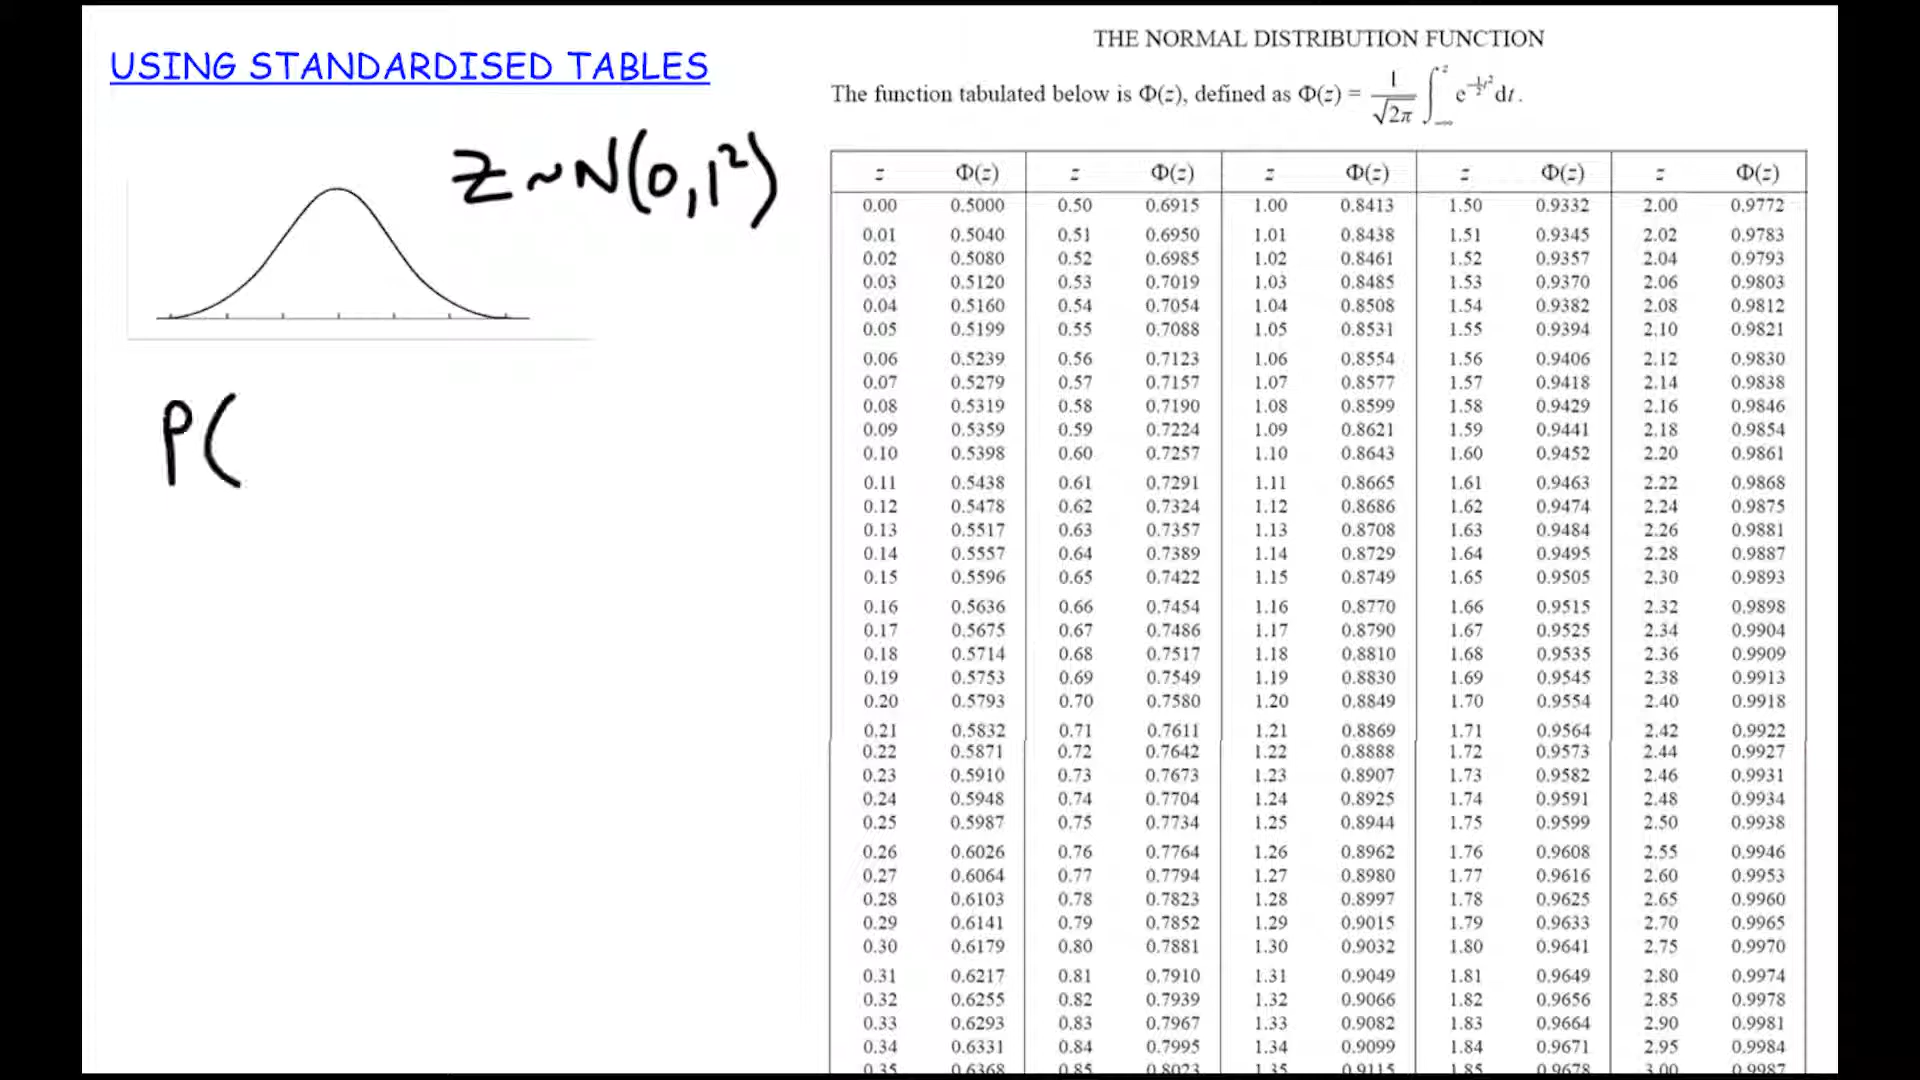 USING STANDARDISED TABLES
Z ~ N(0, 1²)
P(
THE NORMAL DISTRIBUTION FUNCTION
The function tabulated below is Φ(z), defined as Φ(z) = 1/√2π ∫_{-∞}^{z} e^{-½t²} dt.
z Φ(z) z Φ(z) z Φ(z) z Φ(z) z Φ(z)
0.00 0.5000 0.50 0.6915 1.00 0.8413 1.50 0.9332 2.00 0.9772
0.01 0.5040 0.51 0.6950 1.01 0.8438 1.51 0.9345 2.02 0.9783
0.02 0.5080 0.52 0.6985 1.02 0.8461 1.52 0.9357 2.04 0.9793
0.03 0.5120 0.53 0.7019 1.03 0.8485 1.53 0.9370 2.06 0.9803
0.04 0.5160 0.54 0.7054 1.04 0.8508 1.54 0.9382 2.08 0.9812
0.05 0.5199 0.55 0.7088 1.05 0.8531 1.55 0.9394 2.10 0.9821
0.06 0.5239 0.56 0.7123 1.06 0.8554 1.56 0.9406 2.12 0.9830
0.07 0.5279 0.57 0.7157 1.07 0.8577 1.57 0.9418 2.14 0.9838
0.08 0.5319 0.58 0.7190 1.08 0.8599 1.58 0.9429 2.16 0.9846
0.09 0.5359 0.59 0.7224 1.09 0.8621 1.59 0.9441 2.18 0.9854
0.10 0.5398 0.60 0.7257 1.10 0.8643 1.60 0.9452 2.20 0.9861
0.11 0.5438 0.61 0.7291 1.11 0.8665 1.61 0.9463 2.22 0.9868
0.12 0.5478 0.62 0.7324 1.12 0.8686 1.62 0.9474 2.24 0.9875
0.13 0.5517 0.63 0.7357 1.13 0.8708 1.63 0.9484 2.26 0.9881
0.14 0.5557 0.64 0.7389 1.14 0.8729 1.64 0.9495 2.28 0.9887
0.15 0.5596 0.65 0.7422 1.15 0.8749 1.65 0.9505 2.30 0.9893
0.16 0.5636 0.66 0.7454 1.16 0.8770 1.66 0.9515 2.32 0.9898
0.17 0.5675 0.67 0.7486 1.17 0.8790 1.67 0.9525 2.34 0.9904
0.18 0.5714 0.68 0.7517 1.18 0.8810 1.68 0.9535 2.36 0.9909
0.19 0.5753 0.69 0.7549 1.19 0.8830 1.69 0.9545 2.38 0.9913
0.20 0.5793 0.70 0.7580 1.20 0.8849 1.70 0.9554 2.40 0.9918
0.21 0.5832 0.71 0.7611 1.21 0.8869 1.71 0.9564 2.42 0.9922
0.22 0.5871 0.72 0.7642 1.22 0.8888 1.72 0.9573 2.44 0.9927
0.23 0.5910 0.73 0.7673 1.23 0.8907 1.73 0.9582 2.46 0.9931
0.24 0.5948 0.74 0.7704 1.24 0.8925 1.74 0.9591 2.48 0.9934
0.25 0.5987 0.75 0.7734 1.25 0.8944 1.75 0.9599 2.50 0.9938
0.26 0.6026 0.76 0.7764 1.26 0.8962 1.76 0.9608 2.55 0.9946
0.27 0.6064 0.77 0.7794 1.27 0.8980 1.77 0.9616 2.60 0.9953
0.28 0.6103 0.78 0.7823 1.28 0.8997 1.78 0.9625 2.65 0.9960
0.29 0.6141 0.79 0.7852 1.29 0.9015 1.79 0.9633 2.70 0.9965
0.30 0.6179 0.80 0.7881 1.30 0.9032 1.80 0.9641 2.75 0.9970
0.31 0.6217 0.81 0.7910 1.31 0.9049 1.81 0.9649 2.80 0.9974
0.32 0.6255 0.82 0.7939 1.32 0.9066 1.82 0.9656 2.85 0.9978
0.33 0.6293 0.83 0.7967 1.33 0.9082 1.83 0.9664 2.90 0.9981
0.34 0.6331 0.84 0.7995 1.34 0.9099 1.84 0.9671 2.95 0.9984
0.35 0.6368 0.85 0.8023 1.35 0.9115 1.85 0.9678 3.00 0.9987